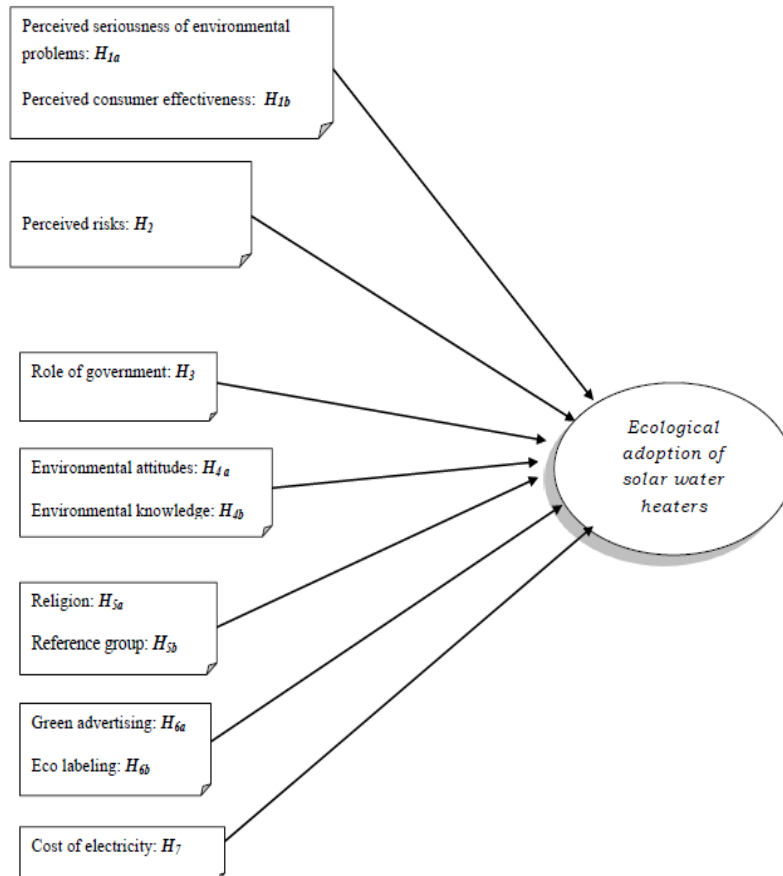 Perceived seriousness of environmental
problems: H1a
Perceived consumer effectiveness: H1b
Perceived risks: H2
Role of government: H3
Environmental attitudes: H4a
Environmental knowledge: H4b
Religion: H5a
Reference group: H5b
Green advertising: H6a
Eco labeling: H6b
Cost of electricity: H7
Ecological
adoption of
solar water
heaters